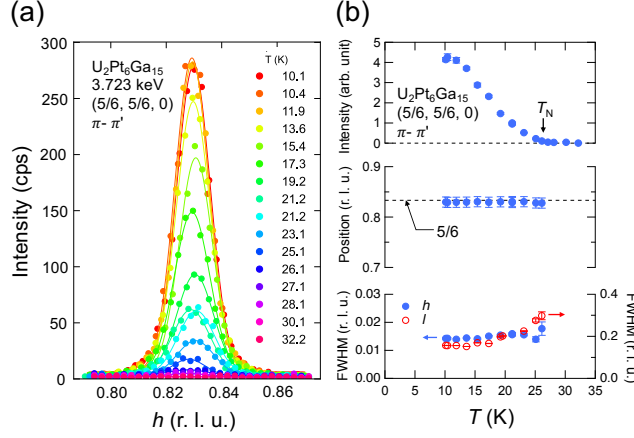 (a)
300
250
200
150
100
50
0
Intensity (cps)
0.80
0.82
0.84
0.86
h (r. l. u.)
U2Pt6Ga15
3.723 keV
(5/6, 5/6, 0)
π- π'
T (K)
10.1
10.4
11.9
13.6
15.4
17.3
19.2
21.2
21.2
23.1
25.1
26.1
27.1
28.1
30.1
32.2
(b)
5
4
3
2
1
0
Intensity (arb. unit)
U2Pt6Ga15
(5/6, 5/6, 0)
π- π'
TN
0.9
0.8
0.7
Position (r. l. u.)
5/6
0.03
0.02
0.01
0.00
FWHM (r. l. u.)
h
l
0.4
0.2
0.0
FWHM (r. l. u.)
0
5
10
15
20
25
30
35
T (K)